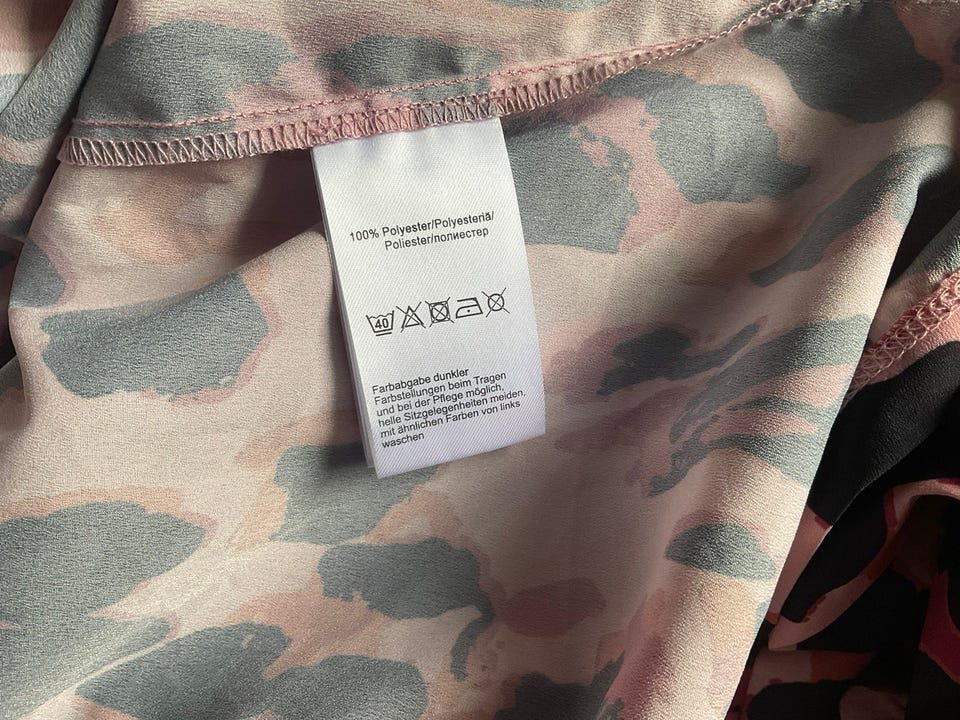 100% Polyester/Polyesteriä/
Poliester/полиестер
40
Farbabgabe dunkler
Farbstellungen beim Tragen
und bei der Pflege möglich,
helle Sitzgelegenheiten meiden,
mit ähnlichen Farben von links
waschen